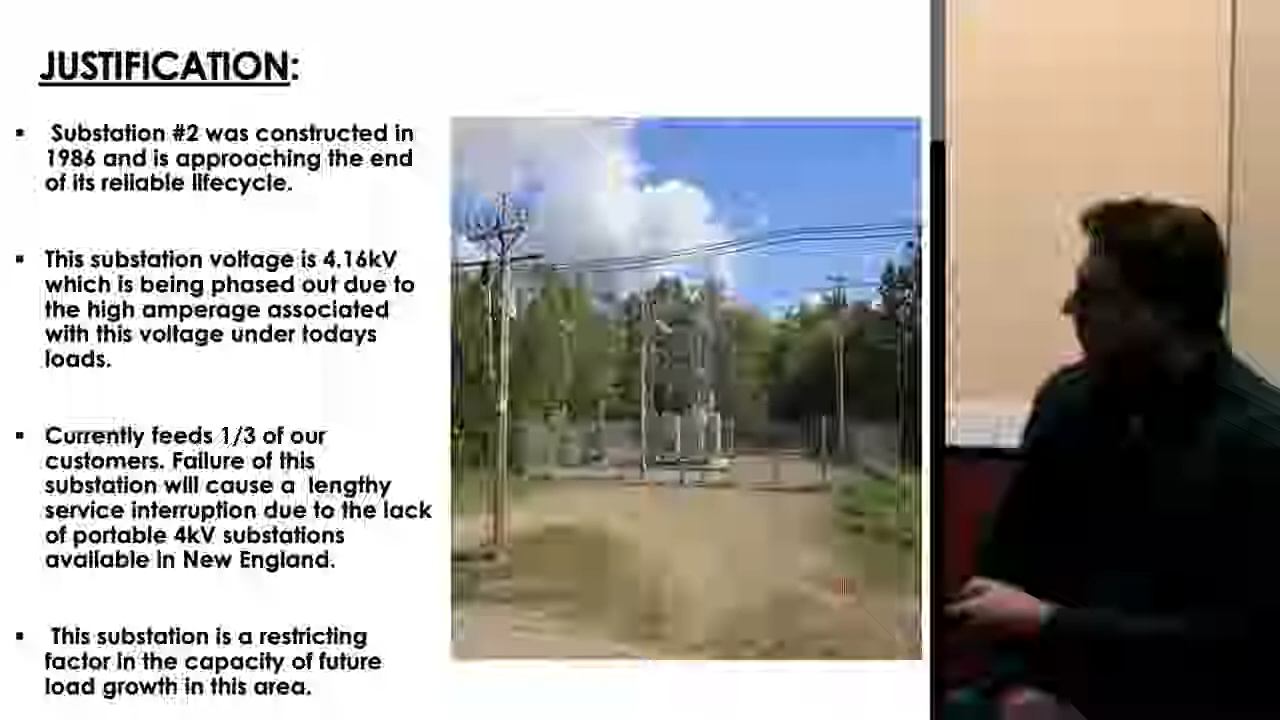 JUSTIFICATION:
▪ Substation #2 was constructed in
1986 and is approaching the end
of its reliable lifecycle.
▪ This substation voltage is 4.16kV
which is being phased out due to
the high amperage associated
with this voltage under todays
loads.
▪ Currently feeds 1/3 of our
customers. Failure of this
substation will cause a lengthy
service interruption due to the lack
of portable 4kV substations
available in New England.
▪ This substation is a restricting
factor in the capacity of future
load growth in this area.